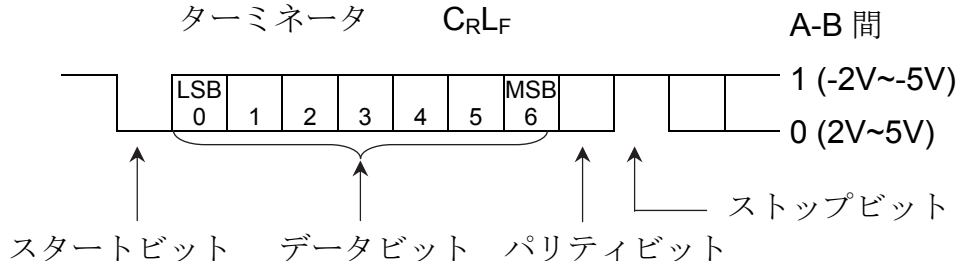 ターミネータ CRLF
A-B 間
1 (-2V~-5V)
LSB MSB
0 1 2 3 4 5 6
0 (2V~5V)
ストップビット
スタートビット データビット パリティビット